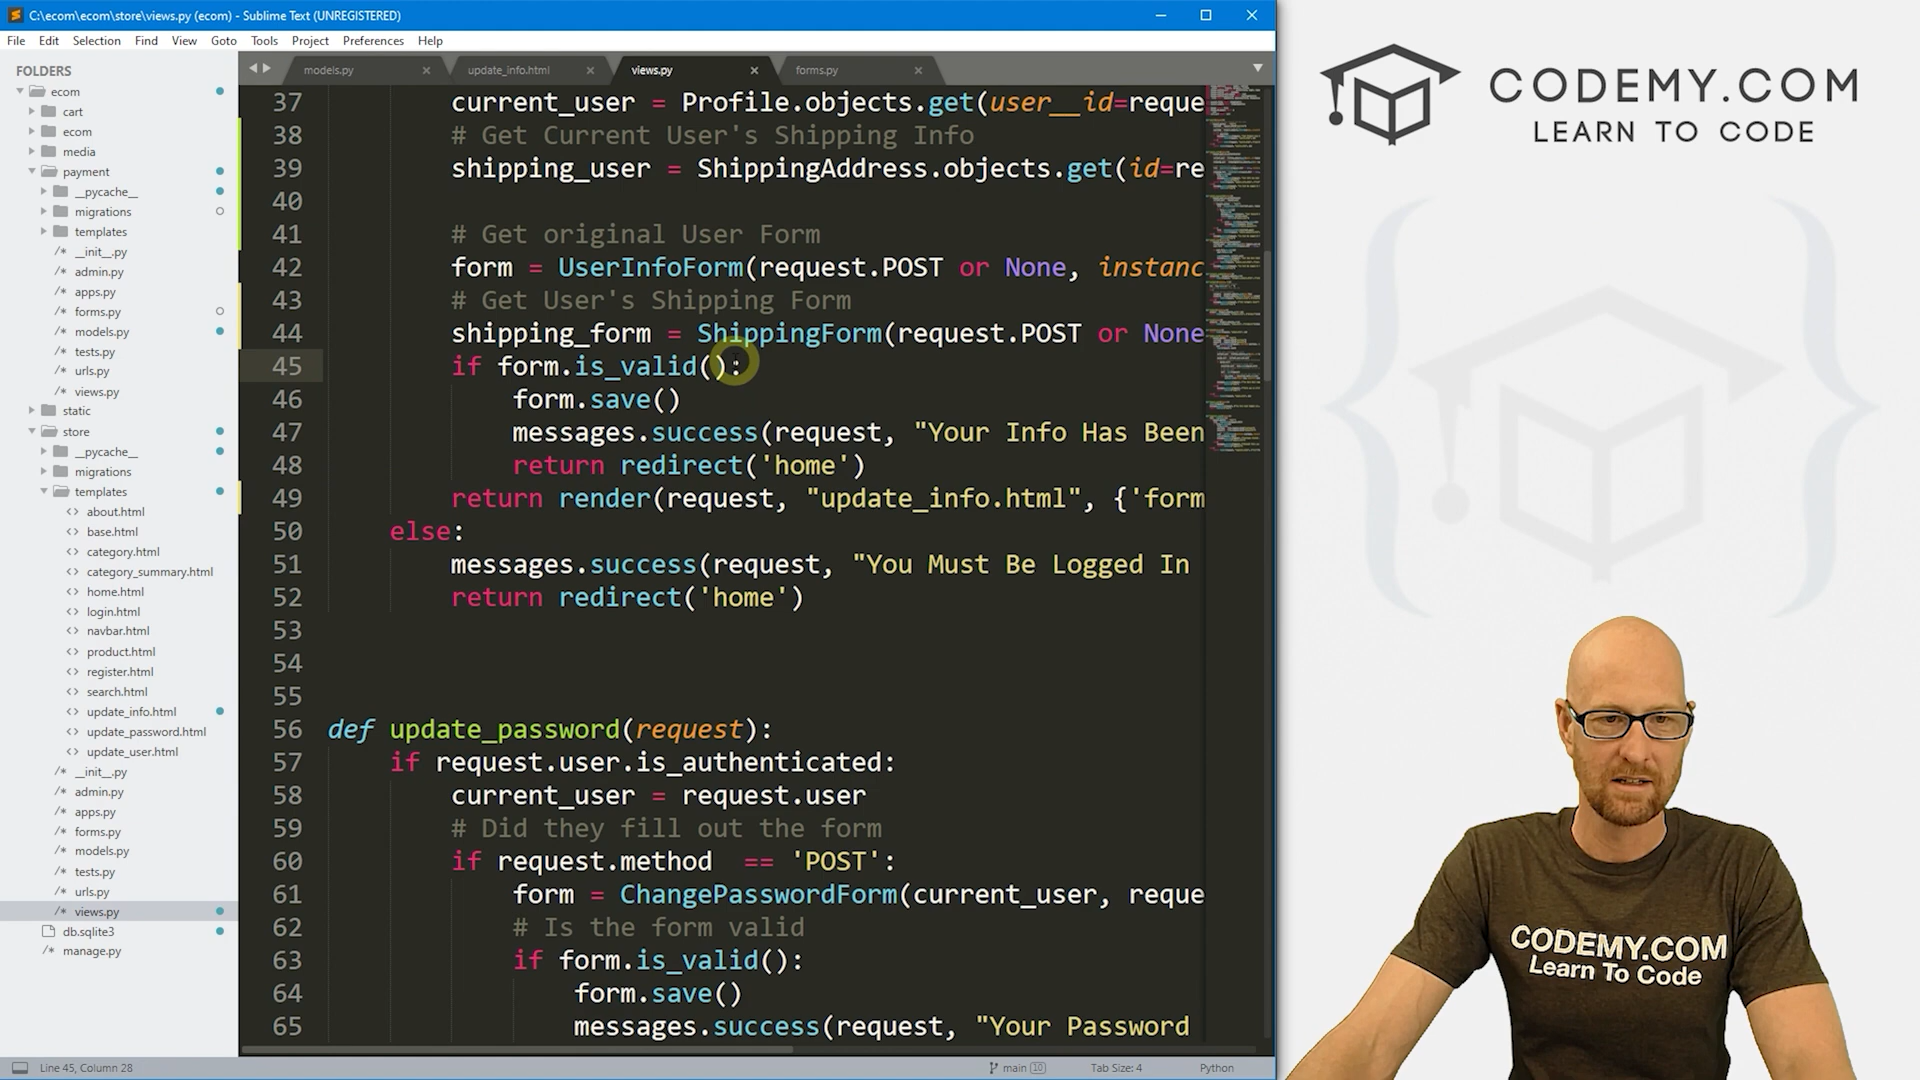 C:\ecom\ecom\store\views.py (ecom) - Sublime Text (UNREGISTERED)
File Edit Selection Find View Goto Tools Project Preferences Help
FOLDERS
ecom
cart
ecom
media
payment
__pycache__
migrations
templates
/* __init__.py
/* admin.py
/* apps.py
/* forms.py
/* models.py
/* tests.py
/* urls.py
/* views.py
static
store
__pycache__
migrations
templates
<> about.html
<> base.html
<> category.html
<> category_summary.html
<> home.html
<> login.html
<> navbar.html
<> product.html
<> register.html
<> search.html
<> update_info.html
<> update_password.html
<> update_user.html
/* __init__.py
/* admin.py
/* apps.py
/* forms.py
/* models.py
/* tests.py
/* urls.py
/* views.py
db.sqlite3
/* manage.py
models.py update_info.html views.py forms.py
37 current_user = Profile.objects.get(user__id=reque
38 # Get Current User's Shipping Info
39 shipping_user = ShippingAddress.objects.get(id=re
40
41 # Get original User Form
42 form = UserInfoForm(request.POST or None, instanc
43 # Get User's Shipping Form
44 shipping_form = ShippingForm(request.POST or None
45 if form.is_valid():
46 form.save()
47 messages.success(request, "Your Info Has Been
48 return redirect('home')
49 return render(request, "update_info.html", {'form
50 else:
51 messages.success(request, "You Must Be Logged In
52 return redirect('home')
53
54
55
56 def update_password(request):
57 if request.user.is_authenticated:
58 current_user = request.user
59 # Did they fill out the form
60 if request.method == 'POST':
61 form = ChangePasswordForm(current_user, reque
62 # Is the form valid
63 if form.is_valid():
64 form.save()
65 messages.success(request, "Your Password
Line 45, Column 28
main 10
Tab Size: 4
Python
CODEMY.COM
LEARN TO CODE
CODEMY.COM
Learn To Code